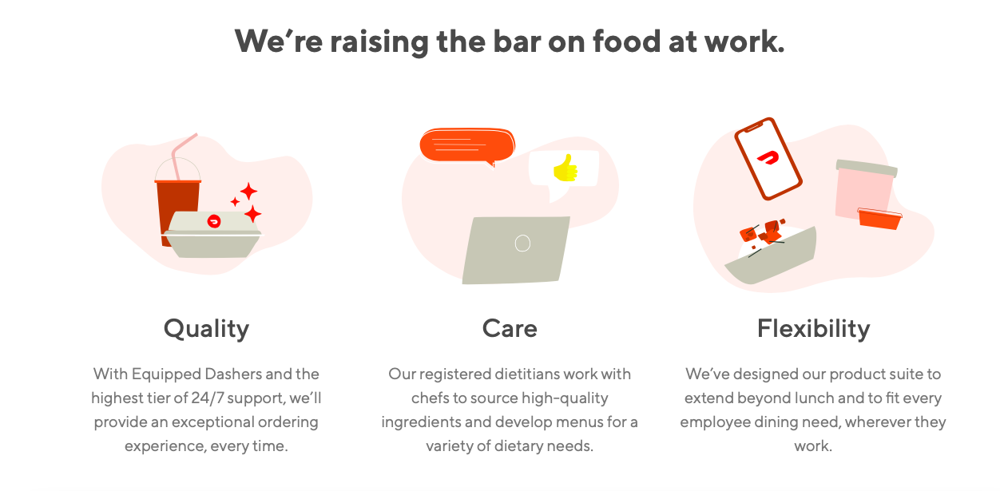 We’re raising the bar on food at work.
Quality
With Equipped Dashers and the
highest tier of 24/7 support, we’ll
provide an exceptional ordering
experience, every time.
Care
Our registered dietitians work with
chefs to source high-quality
ingredients and develop menus for a
variety of dietary needs.
Flexibility
We’ve designed our product suite to
extend beyond lunch and to fit every
employee dining need, wherever they
work.